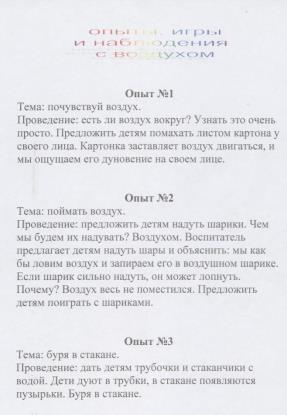 опыты, игры
и наблюдения
с воздухом
Опыт №1
Тема: почувствуй воздух.
Проведение: есть ли воздух вокруг? Узнать это очень
просто. Предложить детям помахать листом картона у
своего лица. Картонка заставляет воздух двигаться, и
мы ощущаем его дуновение на своем лице.
Опыт №2
Тема: поймать воздух.
Проведение: предложить детям надуть шарики. Чем
мы будем их надувать? Воздухом. Воспитатель
предлагает детям надуть шары и объяснить: мы как
бы ловим воздух и запираем его в воздушном шарике.
Если шарик сильно надуть, он может лопнуть.
Почему? Воздух весь не поместился. Предложить
детям поиграть с шариками.
Опыт №3
Тема: буря в стакане.
Проведение: дать детям трубочки и стаканчики с
водой. Дети дуют в трубки, в стакане появляются
пузырьки. Буря в стакане.